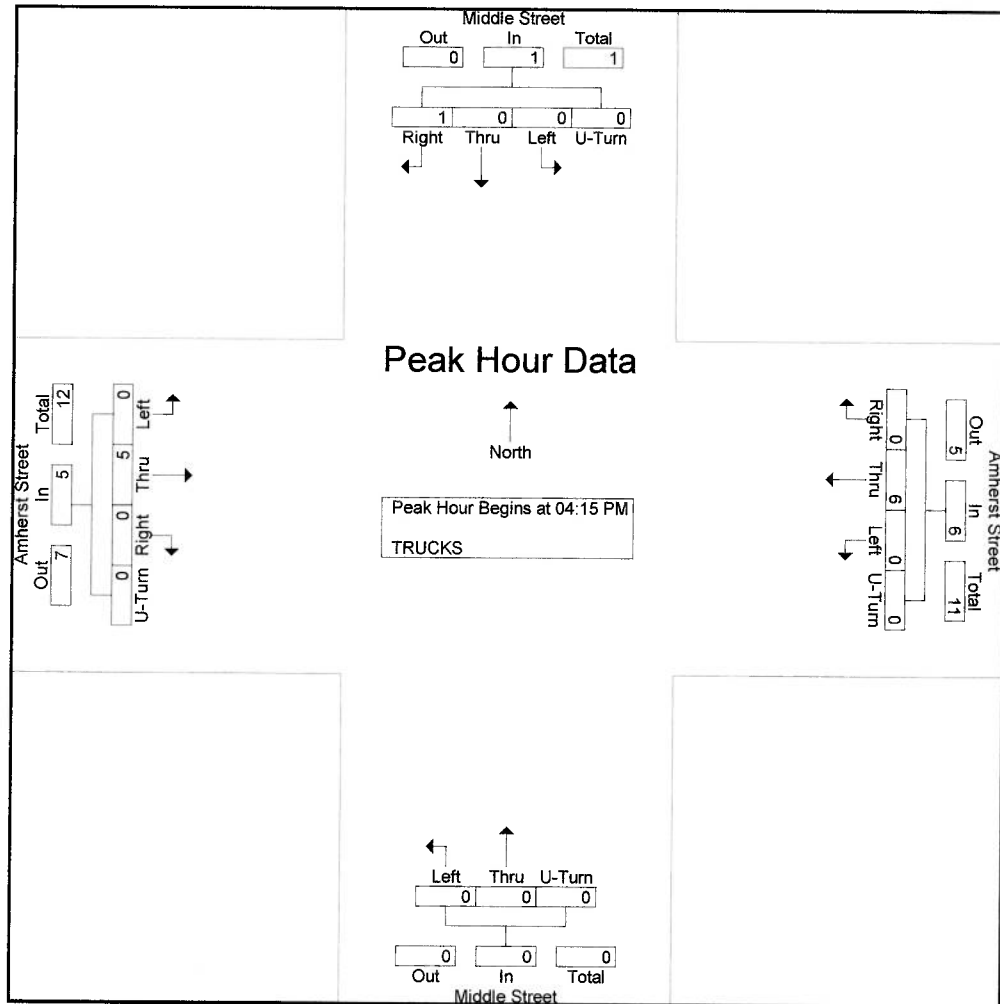 Middle Street
Out In Total
0 1 1
1 0 0 0
Right Thru Left U-Turn
Peak Hour Data
North
Peak Hour Begins at 04:15 PM
TRUCKS
Amherst Street
Total In Out
12 5 7
0 5 0 0
Left Thru Right U-Turn
Amherst Street
Out In Total
5 6 11
0 6 0 0
Right Thru Left U-Turn
Left Thru U-Turn
0 0 0
0 0 0
Out In Total
Middle Street